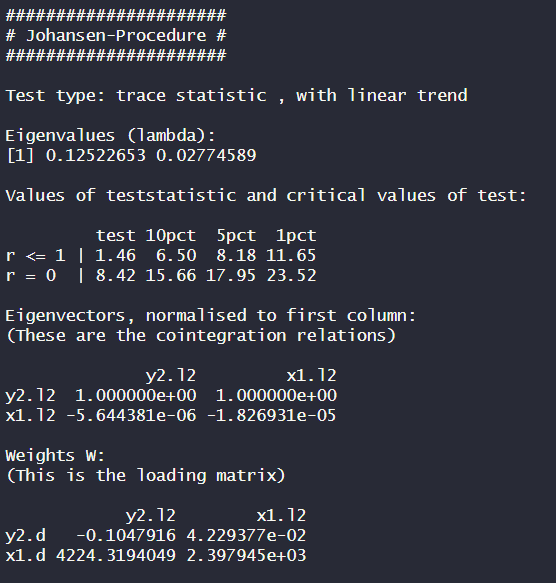 ######################
# Johansen-Procedure #
######################
Test type: trace statistic , with linear trend
Eigenvalues (lambda):
[1] 0.12522653 0.02774589
Values of teststatistic and critical values of test:
test 10pct 5pct 1pct
r <= 1 | 1.46 6.50 8.18 11.65
r = 0 | 8.42 15.66 17.95 23.52
Eigenvectors, normalised to first column:
(These are the cointegration relations)
y2.l2 x1.l2
y2.l2 1.000000e+00 1.000000e+00
x1.l2 -5.644381e-06 -1.826931e-05
Weights W:
(This is the loading matrix)
y2.l2 x1.l2
y2.d -0.1047916 4.229377e-02
x1.d 4224.3194049 2.397945e+03